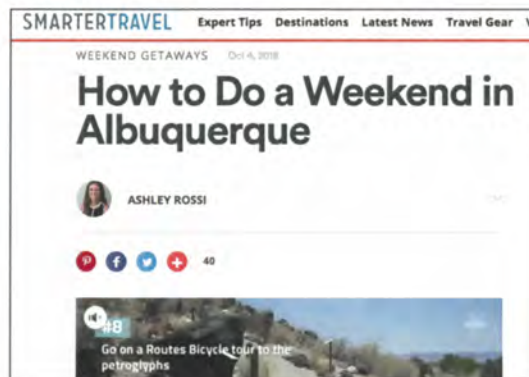 SMARTERTRAVEL Expert Tips Destinations Latest News Travel Gear
WEEKEND GETAWAYS Oct 4, 2018
How to Do a Weekend in
Albuquerque
ASHLEY ROSSI
40
#8
Go on a Routes Bicycle tour to the
petroglyphs